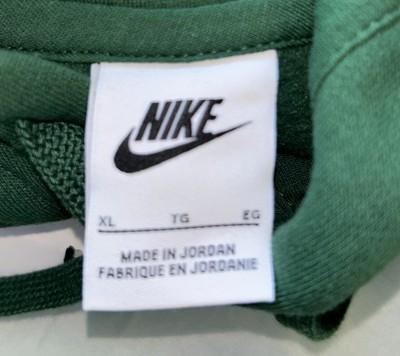 NIKE
XL TG EG
MADE IN JORDAN
FABRIQUE EN JORDANIE